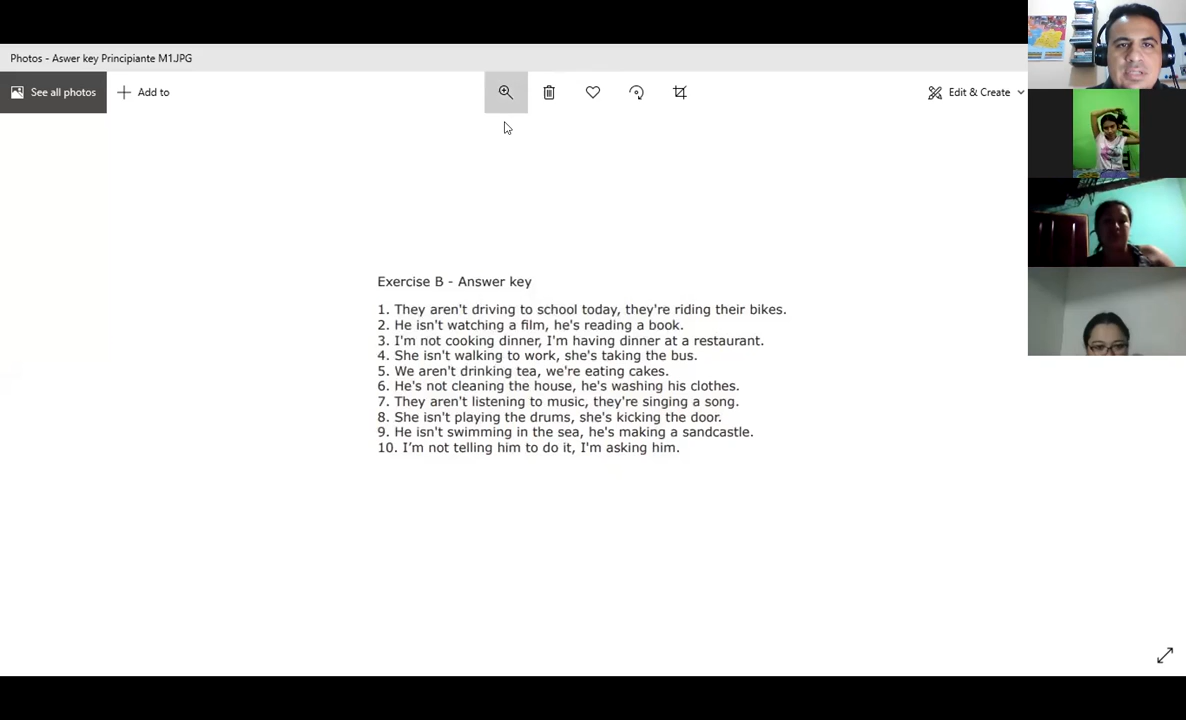 Photos - Aswer key Principiante M1.JPG
See all photos
Add to
Edit & Create
Exercise B - Answer key
1. They aren't driving to school today, they're riding their bikes.
2. He isn't watching a film, he's reading a book.
3. I'm not cooking dinner, I'm having dinner at a restaurant.
4. She isn't walking to work, she's taking the bus.
5. We aren't drinking tea, we're eating cakes.
6. He's not cleaning the house, he's washing his clothes.
7. They aren't listening to music, they're singing a song.
8. She isn't playing the drums, she's kicking the door.
9. He isn't swimming in the sea, he's making a sandcastle.
10. I’m not telling him to do it, I'm asking him.